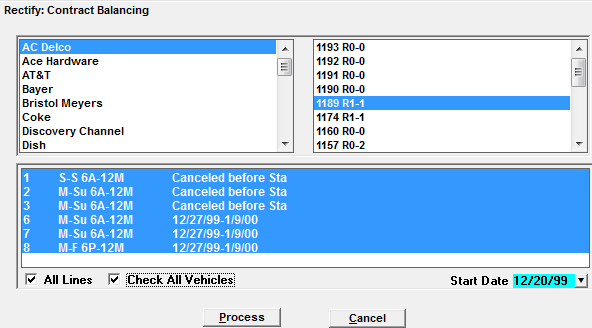 Rectify: Contract Balancing
AC Delco
Ace Hardware
AT&T
Bayer
Bristol Meyers
Coke
Discovery Channel
Dish
1193 R0-0
1192 R0-0
1191 R0-0
1190 R0-0
1189 R1-1
1174 R1-1
1160 R0-0
1157 R0-2
1 S-S 6A-12M Canceled before Sta
2 M-Su 6A-12M Canceled before Sta
3 M-Su 6A-12M Canceled before Sta
6 M-Su 6A-12M 12/27/99-1/9/00
7 M-Su 6A-12M 12/27/99-1/9/00
8 M-F 6P-12M 12/27/99-1/9/00
All Lines Check All Vehicles Start Date 12/20/99
Process Cancel